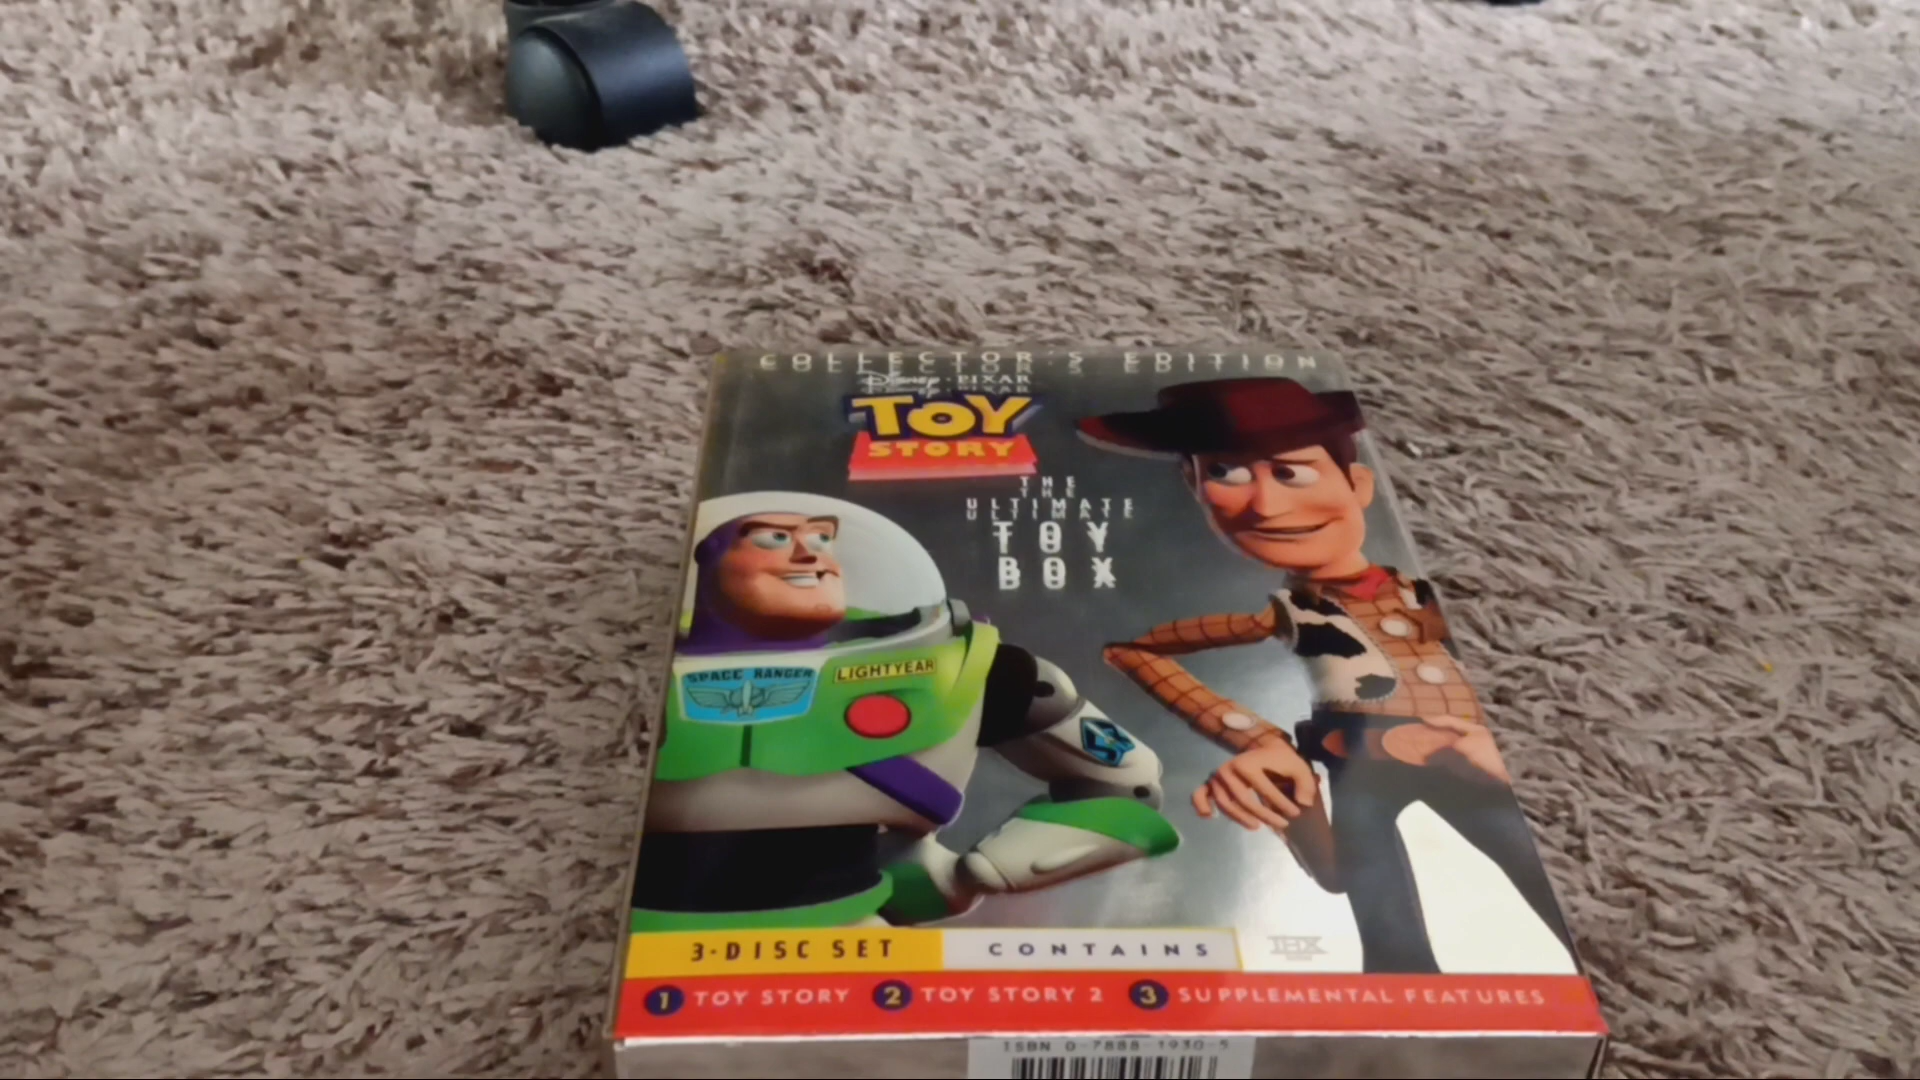 COLLECTOR'S EDITION
Disney · PIXAR
TOY
STORY
THE
ULTIMATE
TOY
BOX
SPACE RANGER
LIGHTYEAR
3-DISC SET CONTAINS
THX
1 TOY STORY 2 TOY STORY 2 3 SUPPLEMENTAL FEATURES
ISBN 0-7888-1930-5